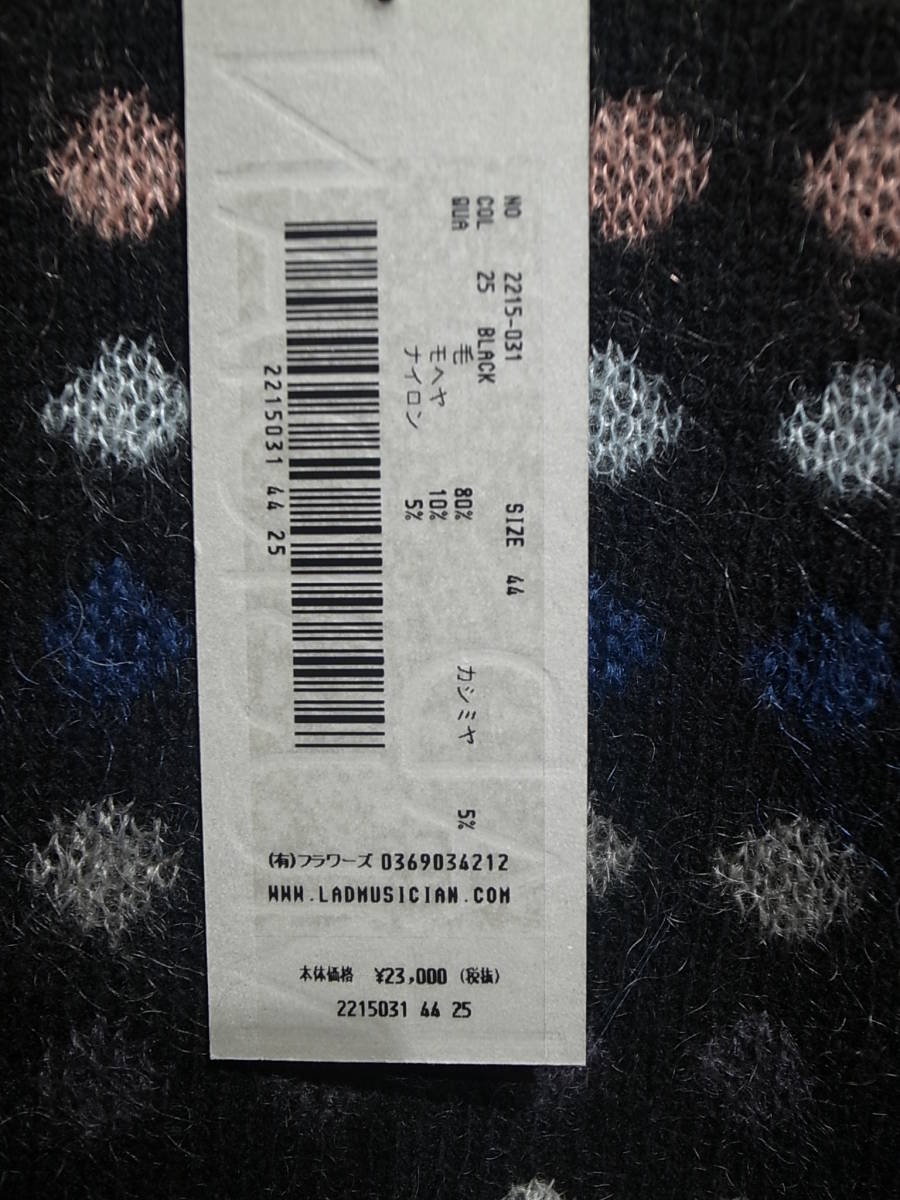 NO 2215-031 SIZE 44
COL 25 BLACK
QUA 毛 80% カシミヤ 5%
モヘヤ 10%
ナイロン 5%
2215031 44 25
(有)フラワーズ 0369034212
WWW.LADMUSICIAN.COM
本体価格 ¥23,000 (税抜)
2215031 44 25